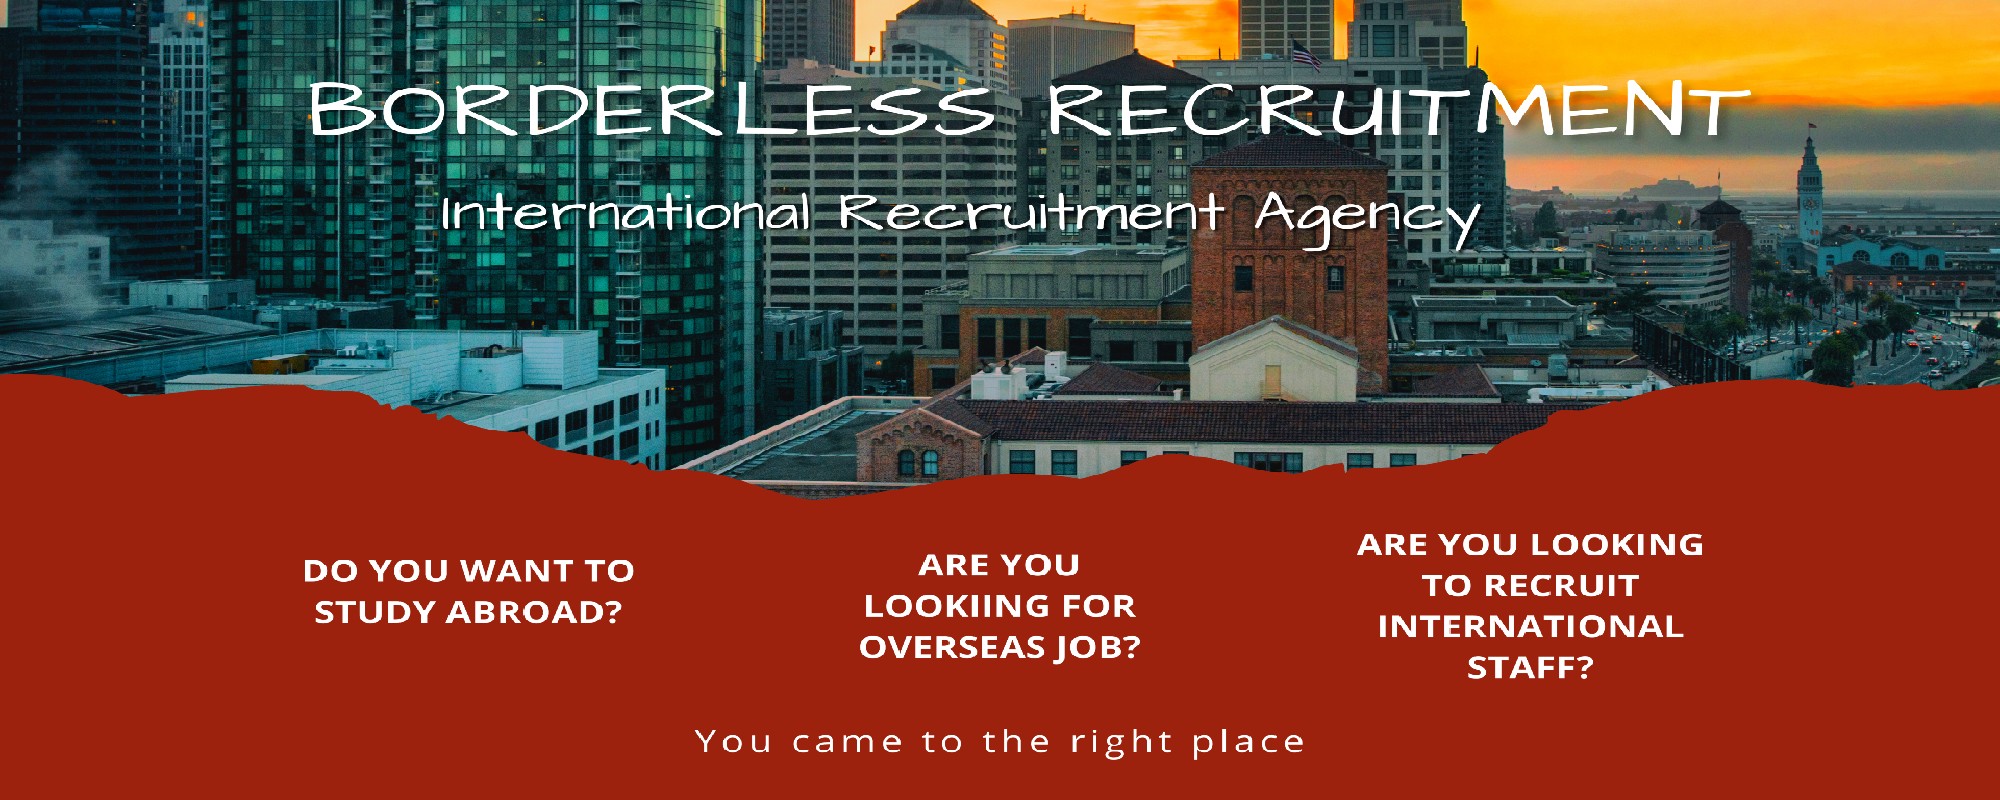 BORDERLESS RECRUITMENT
International Recruitment Agency
DO YOU WANT TO
STUDY ABROAD?
ARE YOU
LOOKIING FOR
OVERSEAS JOB?
ARE YOU LOOKING
TO RECRUIT
INTERNATIONAL
STAFF?
You came to the right place